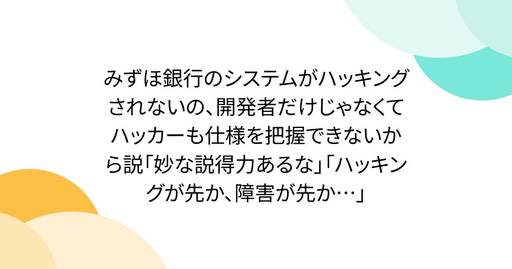 みずほ銀行のシステムがハッキング
されないの、開発者だけじゃなくて
ハッカーも仕様を把握できないか
ら説「妙な説得力あるな」「ハッキン
グが先か、障害が先か…」